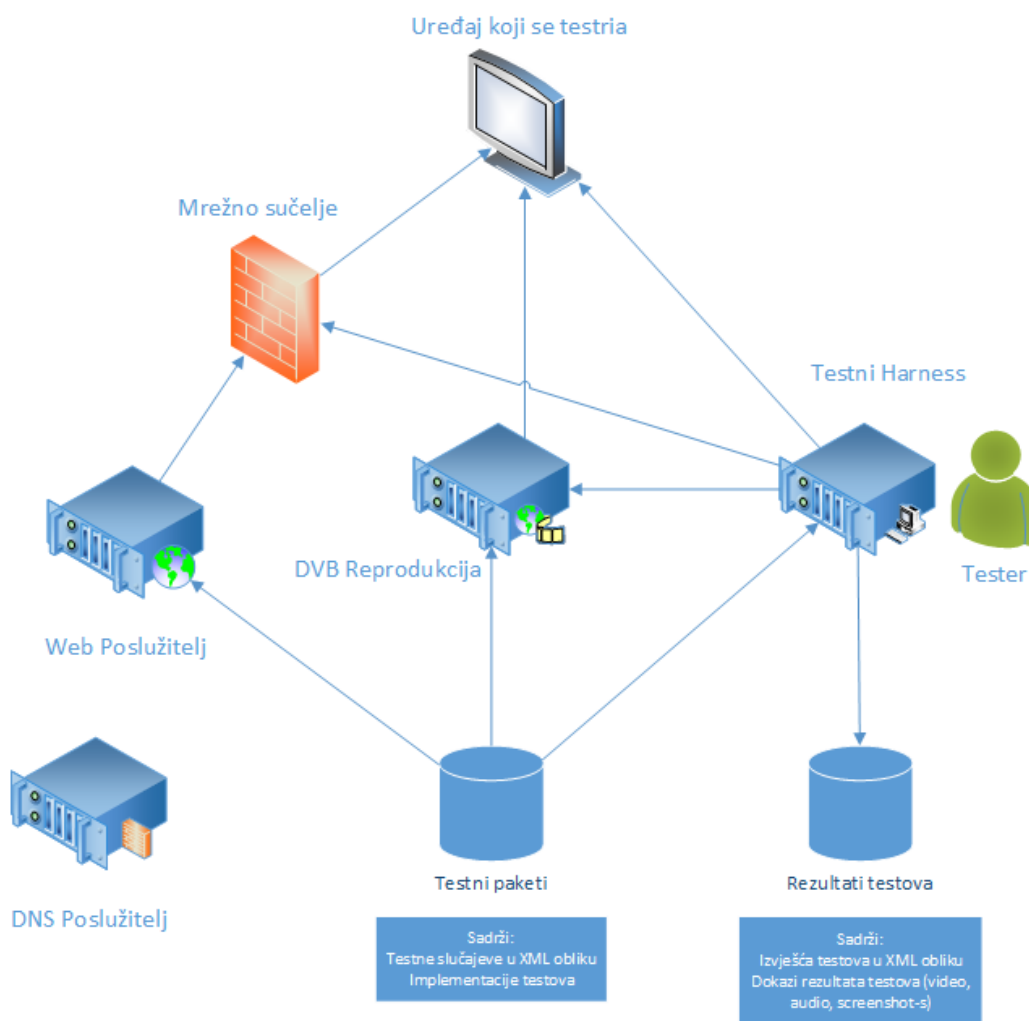 Uređaj koji se testria
Mrežno sučelje
Testni Harness
DVB Reprodukcija
Tester
Web Poslužitelj
Testni paketi
Rezultati testova
DNS Poslužitelj
Sadrži:
Testne slučajeve u XML obliku
Implementacije testova
Sadrži:
Izvješća testova u XML obliku
Dokazi rezultata testova (video,
audio, screenshot-s)